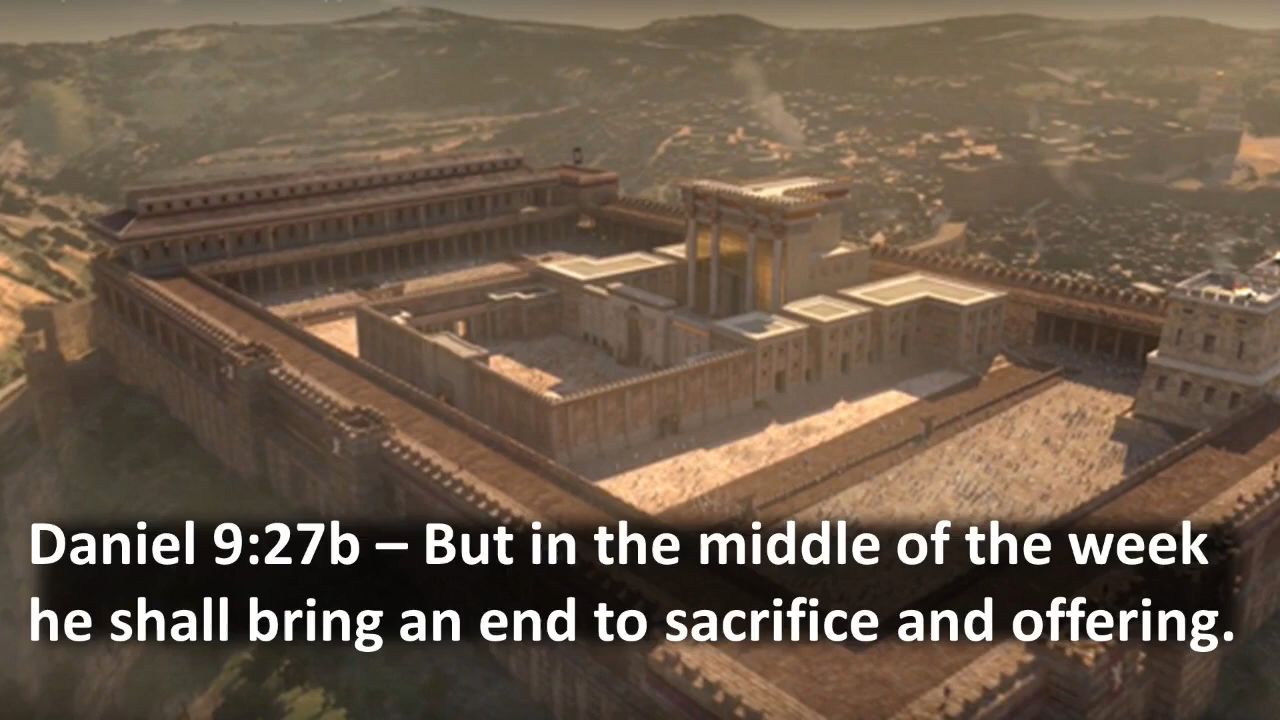 Daniel 9:27b – But in the middle of the week
he shall bring an end to sacrifice and offering.